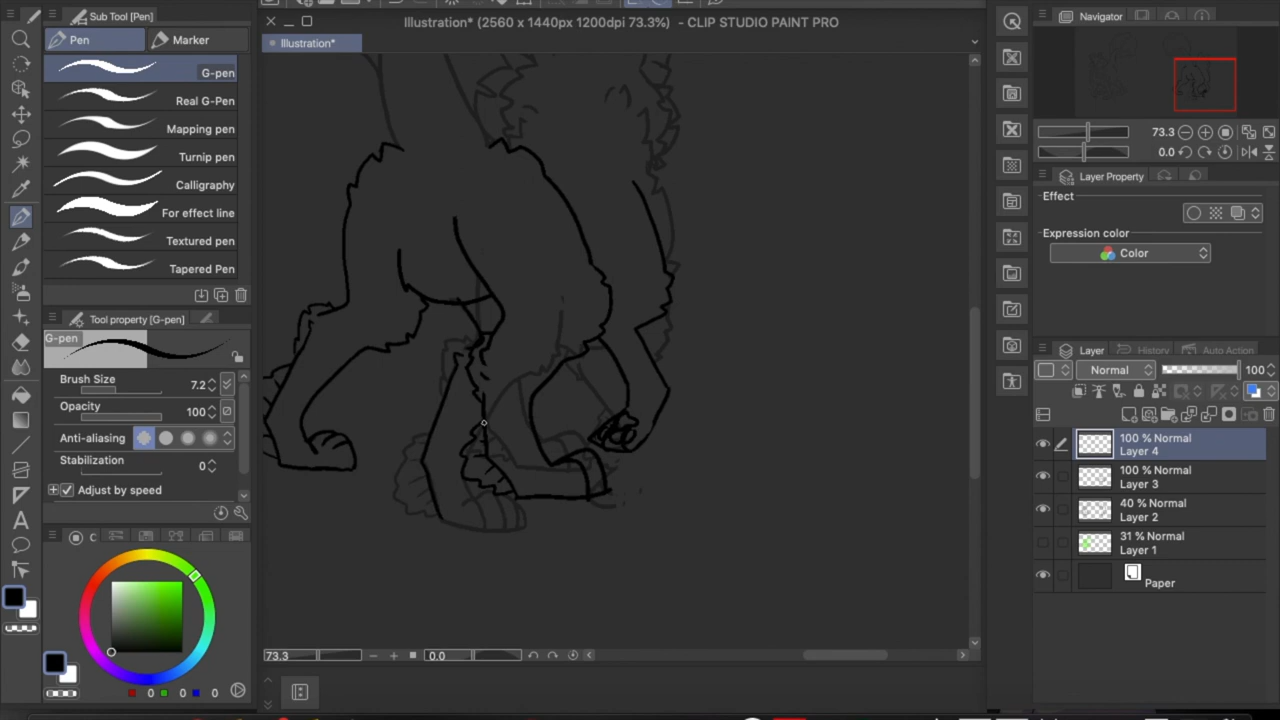 Sub Tool [Pen]
Pen
Marker
G-pen
Real G-Pen
Mapping pen
Turnip pen
Calligraphy
For effect line
Textured pen
Tapered Pen
Tool property [G-pen]
G-pen
Brush Size
7.2
Opacity
100
Anti-aliasing
Stabilization
0
Adjust by speed
C
0 0 0
Illustration* (2560 x 1440px 1200dpi 73.3%) - CLIP STUDIO PAINT PRO
Illustration*
73.3
0.0
Navigator
73.3
0.0
Layer Property
Effect
Expression color
Color
Layer
History
Auto Action
Normal
100
100 % Normal
Layer 4
100 % Normal
Layer 3
40 % Normal
Layer 2
31 % Normal
Layer 1
Paper